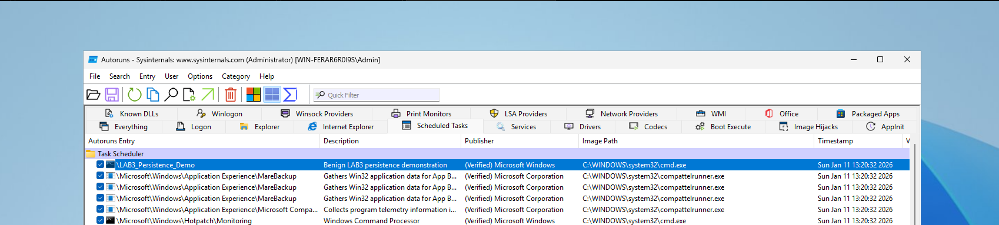 Autoruns - Sysinternals: www.sysinternals.com (Administrator) [WIN-FERAR6R0I9S\Admin]
File Search Entry User Options Category Help
Quick Filter
Known DLLs Winlogon Winsock Providers Print Monitors LSA Providers Network Providers WMI Office Packaged Apps
Everything Logon Explorer Internet Explorer Scheduled Tasks Services Drivers Codecs Boot Execute Image Hijacks AppInit
Autoruns Entry Description Publisher Image Path Timestamp V
Task Scheduler
\LAB3_Persistence_Demo Benign LAB3 persistence demonstration (Verified) Microsoft Windows C:\WINDOWS\system32\cmd.exe Sun Jan 11 13:20:32 2026
\Microsoft\Windows\Application Experience\MareBackup Gathers Win32 application data for App B... (Verified) Microsoft Corporation C:\WINDOWS\system32\compattelrunner.exe Sun Jan 11 13:20:32 2026
\Microsoft\Windows\Application Experience\MareBackup Gathers Win32 application data for App B... (Verified) Microsoft Corporation C:\WINDOWS\system32\compattelrunner.exe Sun Jan 11 13:20:32 2026
\Microsoft\Windows\Application Experience\MareBackup Gathers Win32 application data for App B... (Verified) Microsoft Corporation C:\WINDOWS\system32\compattelrunner.exe Sun Jan 11 13:20:32 2026
\Microsoft\Windows\Application Experience\Microsoft Compa... Collects program telemetry information i... (Verified) Microsoft Corporation C:\WINDOWS\system32\compattelrunner.exe Sun Jan 11 13:20:32 2026
\Microsoft\Windows\Hotpatch\Monitoring Windows Command Processor (Verified) Microsoft Windows C:\WINDOWS\system32\cmd.exe Sun Jan 11 13:20:32 2026